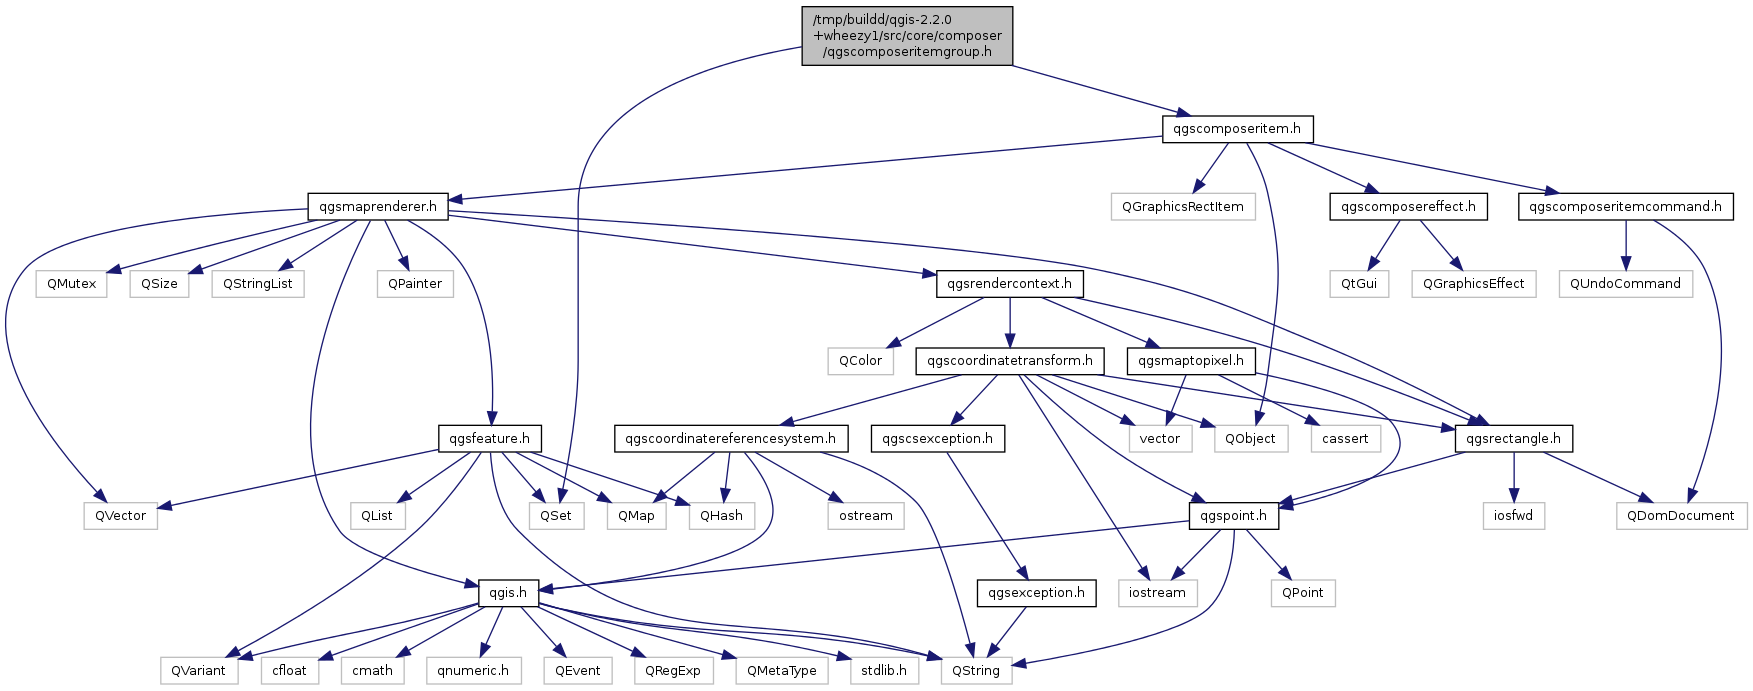 /tmp/buildd/qgis-2.2.0
+wheezy1/src/core/composer
/qgscomposeritemgroup.h
qgscomposeritem.h
qgsmaprenderer.h
QGraphicsRectItem
qgscomposereffect.h
qgscomposeritemcommand.h
QMutex
QSize
QStringList
QPainter
qgsrendercontext.h
QtGui
QGraphicsEffect
QUndoCommand
QColor
qgscoordinatetransform.h
qgsmaptopixel.h
qgsfeature.h
qgscoordinatereferencesystem.h
qgscsexception.h
vector
QObject
cassert
qgsrectangle.h
QVector
QList
QSet
QMap
QHash
ostream
qgspoint.h
iosfwd
QDomDocument
qgis.h
qgsexception.h
iostream
QPoint
QVariant
cfloat
cmath
qnumeric.h
QEvent
QRegExp
QMetaType
stdlib.h
QString